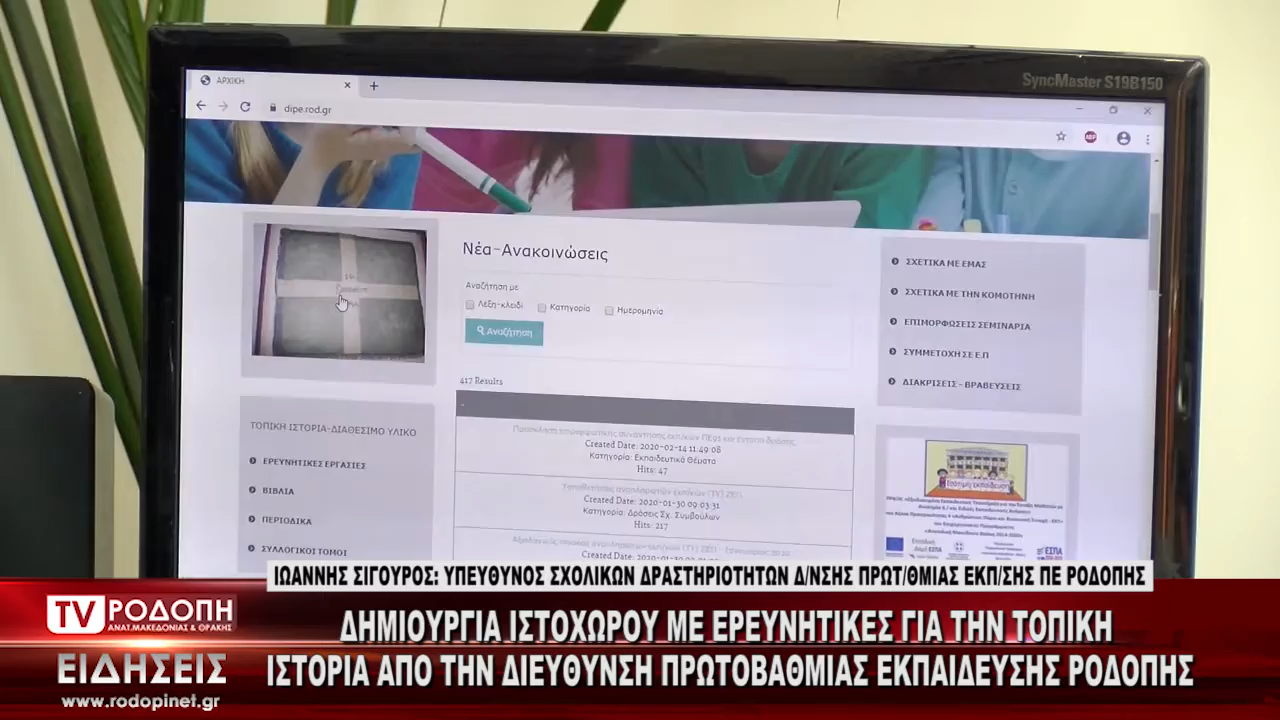 SyncMaster S19B150
ΑΡΧΙΚΗ
dipe.rod.gr
ABP
Νέα-Ανακοινώσεις
Αναζήτηση με
Λέξη-κλειδί Κατηγορία Ημερομηνία
Αναζήτηση
417 Results
Created Date: 2020-02-14 11:49:08
Κατηγορία: Εκπαιδευτικά Θέματα
Hits: 47
Created Date: 2020-01-30 09:03:31
Κατηγορία: Δράσεις Σχ. Συμβούλων
Hits: 217
ΤΟΠΙΚΗ ΙΣΤΟΡΙΑ-ΔΙΑΘΕΣΙΜΟ ΥΛΙΚΟ
ΕΡΕΥΝΗΤΙΚΕΣ ΕΡΓΑΣΙΕΣ
ΒΙΒΛΙΑ
ΠΕΡΙΟΔΙΚΑ
ΣΥΛΛΟΓΙΚΟΙ ΤΟΜΟΙ
ΣΧΕΤΙΚΑ ΜΕ ΕΜΑΣ
ΣΧΕΤΙΚΑ ΜΕ ΤΗΝ ΚΟΜΟΤΗΝΗ
ΕΠΙΜΟΡΦΩΣΕΙΣ ΣΕΜΙΝΑΡΙΑ
ΣΥΜΜΕΤΟΧΗ ΣΕ Ε.Π
ΔΙΑΚΡΙΣΕΙΣ - ΒΡΑΒΕΥΣΕΙΣ
ΕΣΠΑ
ΙΩΑΝΝΗΣ ΣΙΓΟΥΡΟΣ: ΥΠΕΥΘΥΝΟΣ ΣΧΟΛΙΚΩΝ ΔΡΑΣΤΗΡΙΟΤΗΤΩΝ Δ/ΝΣΗΣ ΠΡΩΤ/ΘΜΙΑΣ ΕΚΠ/ΣΗΣ ΠΕ ΡΟΔΟΠΗΣ
TV ΡΟΔΟΠΗ
ΑΝΑΤ.ΜΑΚΕΔΟΝΙΑΣ & ΘΡΑΚΗΣ
ΕΙΔΗΣΕΙΣ
www.rodopinet.gr
ΔΗΜΙΟΥΡΓΙΑ ΙΣΤΟΧΩΡΟΥ ΜΕ ΕΡΕΥΝΗΤΙΚΕΣ ΓΙΑ ΤΗΝ ΤΟΠΙΚΗ
ΙΣΤΟΡΙΑ ΑΠΟ ΤΗΝ ΔΙΕΥΘΥΝΣΗ ΠΡΩΤΟΒΑΘΜΙΑΣ ΕΚΠΑΙΔΕΥΣΗΣ ΡΟΔΟΠΗΣ